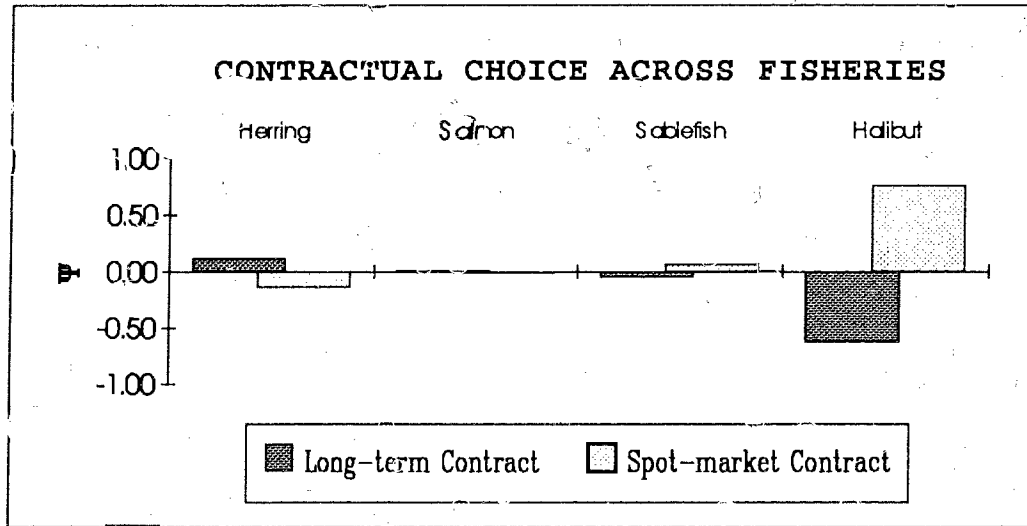 CONTRACTUAL CHOICE ACROSS FISHERIES
Herring Salmon Sablefish Halibut
1.00
0.50
0.00
-0.50
-1.00
Ψ
Long-term Contract Spot-market Contract